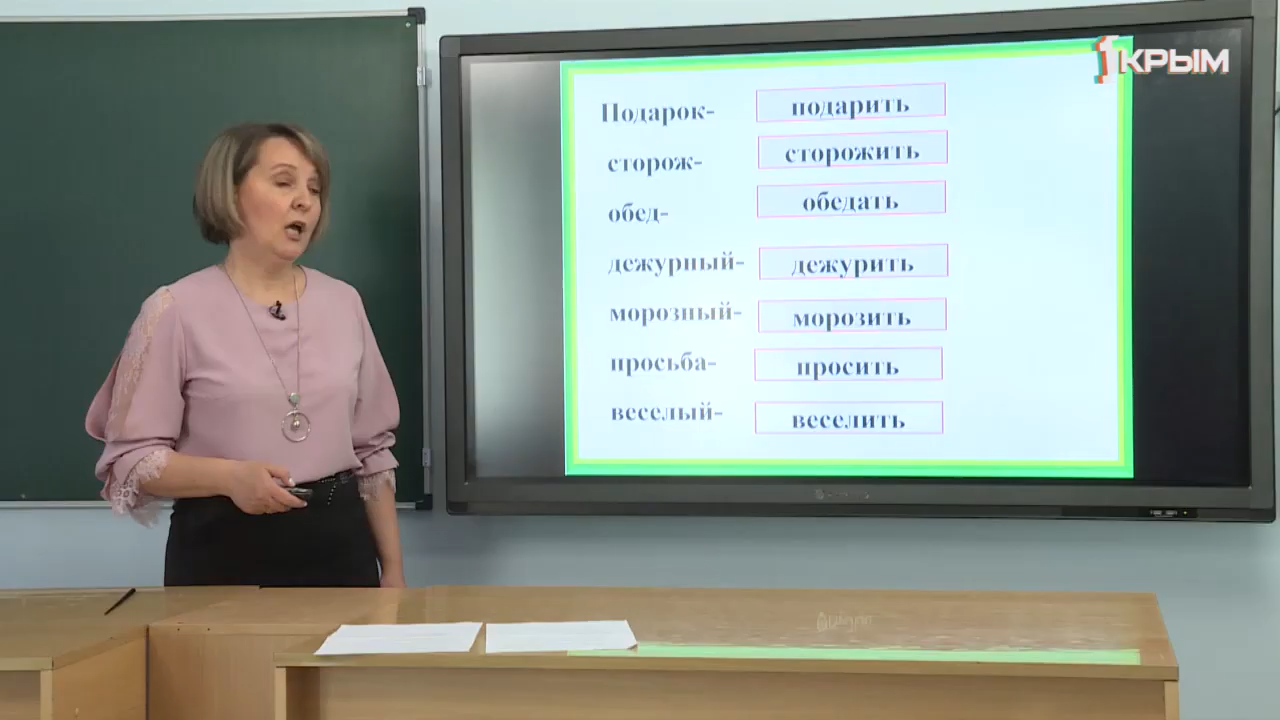 1КРЫМ
Подарок- подарить
сторож- сторожить
обед- обедать
дежурный- дежурить
морозный- морозить
просьба- просить
веселый- веселить